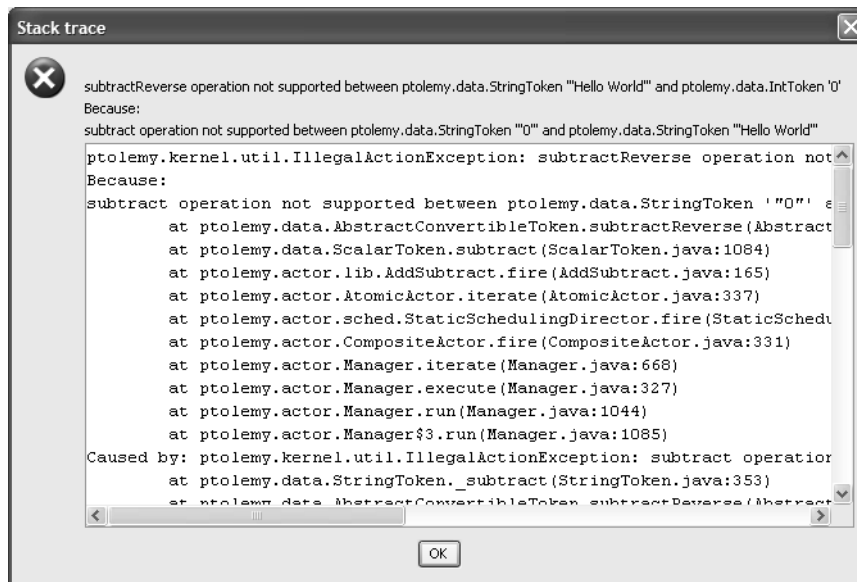 Stack trace
subtractReverse operation not supported between ptolemy.data.StringToken '"Hello World"' and ptolemy.data.IntToken '0'
Because:
subtract operation not supported between ptolemy.data.StringToken '"0"' and ptolemy.data.StringToken '"Hello World"'
ptolemy.kernel.util.IllegalActionException: subtractReverse operation not
Because:
subtract operation not supported between ptolemy.data.StringToken '"0"' a
at ptolemy.data.AbstractConvertibleToken.subtractReverse(Abstract
at ptolemy.data.ScalarToken.subtract(ScalarToken.java:1084)
at ptolemy.actor.lib.AddSubtract.fire(AddSubtract.java:165)
at ptolemy.actor.AtomicActor.iterate(AtomicActor.java:337)
at ptolemy.actor.sched.StaticSchedulingDirector.fire(StaticSchedu
at ptolemy.actor.CompositeActor.fire(CompositeActor.java:331)
at ptolemy.actor.Manager.iterate(Manager.java:668)
at ptolemy.actor.Manager.execute(Manager.java:327)
at ptolemy.actor.Manager.run(Manager.java:1044)
at ptolemy.actor.Manager$3.run(Manager.java:1085)
Caused by: ptolemy.kernel.util.IllegalActionException: subtract operation
at ptolemy.data.StringToken._subtract(StringToken.java:353)
at ptolemy.data.AbstractConvertibleToken.subtractReverse(Abstract
OK